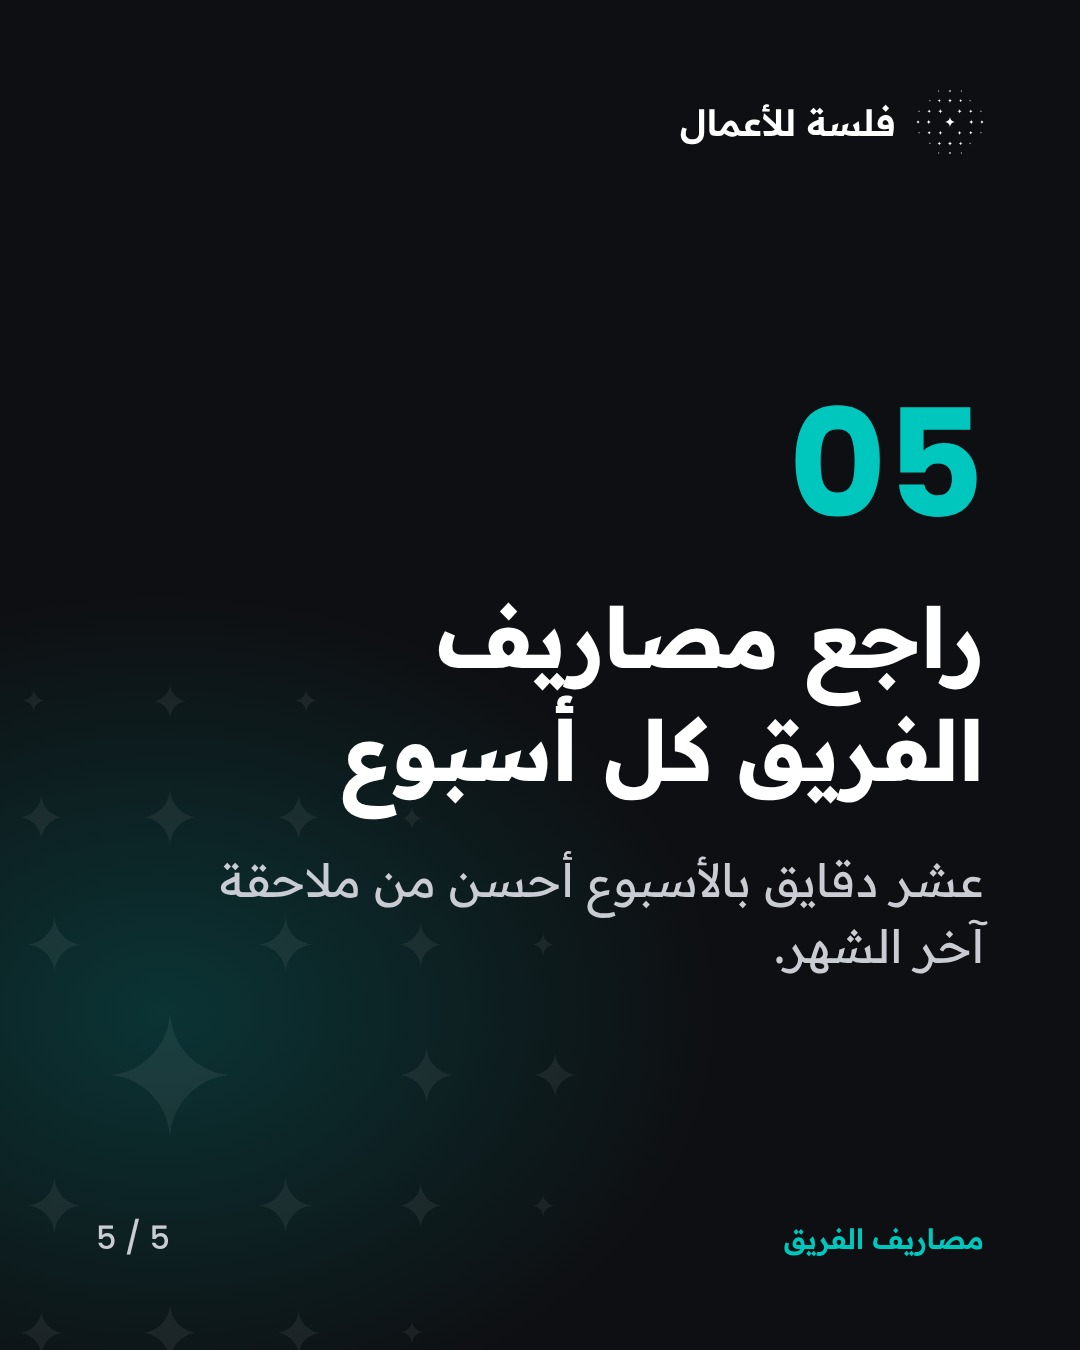 فلسة للأعمال
05
راجع مصاريف
الفريق كل أسبوع
عشر دقايق بالأسبوع أحسن من ملاحقة
آخر الشهر.
مصاريف الفريق
5 / 5